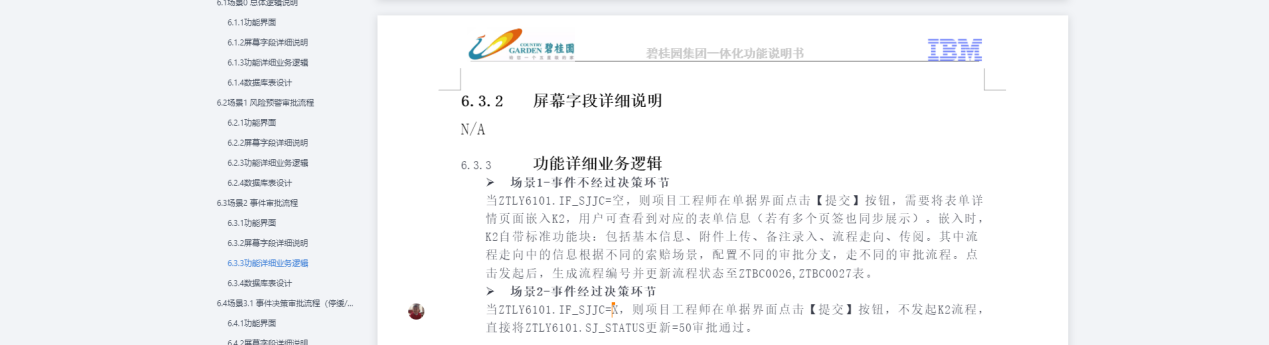 6.1场景0 总体逻辑说明
6.1.1功能界面
6.1.2屏幕字段详细说明
6.1.3功能详细业务逻辑
6.1.4数据库表设计
6.2场景1 风险预警审批流程
6.2.1功能界面
6.2.2屏幕字段详细说明
6.2.3功能详细业务逻辑
6.2.4数据库表设计
6.3场景2 事件审批流程
6.3.1功能界面
6.3.2屏幕字段详细说明
6.3.3功能详细业务逻辑
6.3.4数据库表设计
6.4场景3.1 事件决策审批流程（停缓/...
6.4.1功能界面
6.4.2屏幕字段详细说明
COUNTRY
GARDEN 碧桂园
碧桂园集团一体化功能说明书
IBM
6.3.2 屏幕字段详细说明
N/A
6.3.3 功能详细业务逻辑
➢ 场景1-事件不经过决策环节
当ZTLY6101.IF_SJJC=空，则项目工程师在单据界面点击【提交】按钮，需要将表单详
情页面嵌入K2，用户可查看到对应的表单信息（若有多个页签也同步展示）。嵌入时，
K2自带标准功能块：包括基本信息、附件上传、备注录入、流程走向、传阅。其中流
程走向中的信息根据不同的索赔场景，配置不同的审批分支，走不同的审批流程。点
击发起后，生成流程编号并更新流程状态至ZTBC0026,ZTBC0027表。
➢ 场景2-事件经过决策环节
当ZTLY6101.IF_SJJC=X，则项目工程师在单据界面点击【提交】按钮，不发起K2流程，
直接将ZTLY6101.SJ_STATUS更新=50审批通过。